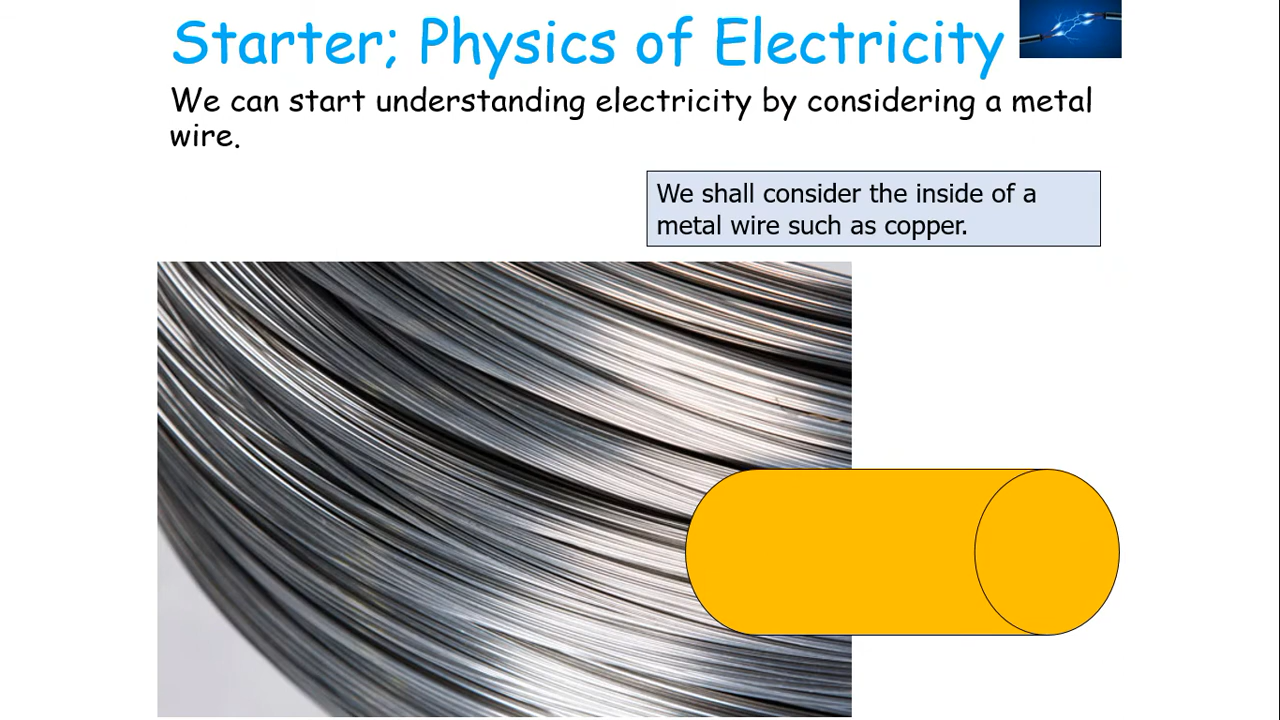 Starter; Physics of Electricity
We can start understanding electricity by considering a metal
wire.
We shall consider the inside of a
metal wire such as copper.